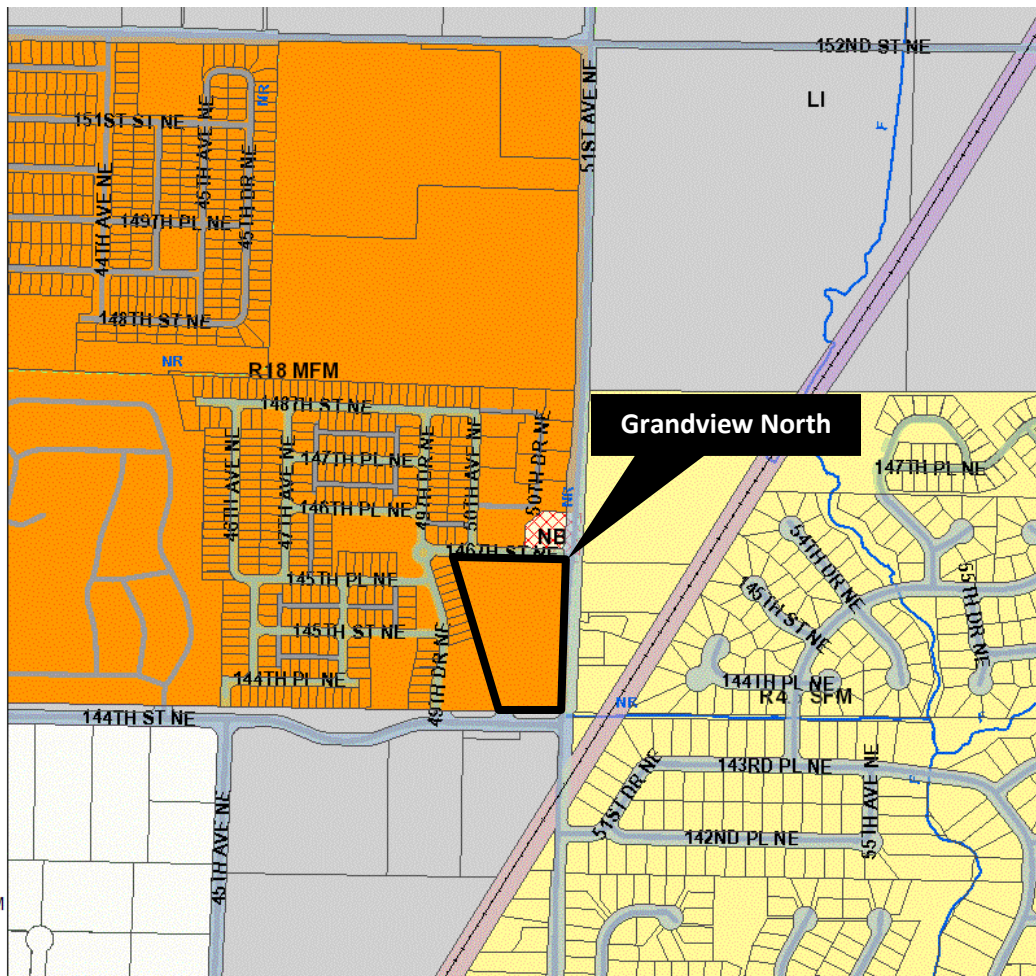 152ND ST NE
LI
F
51ST AVE NE
NR
151ST ST NE
45TH AVE NE
45TH DR NE
44TH AVE NE
149TH PL NE
148TH ST NE
NR
R18 MFM
148TH ST NE
Grandview North
50TH DR NE
147TH PL NE
147TH PL NE
46TH AVE NE
47TH AVE NE
49TH DR NE
50TH AVE NE
NR
146TH PL NE
NB
146TH ST NE
54TH DR NE
55TH DR NE
145TH PL NE
145TH ST NE
145TH ST NE
49TH DR NE
144TH PL NE
144TH PL NE
NR
F
144TH ST NE
143RD PL NE
F
51ST DR NE
142ND PL NE
55TH AVE NE
45TH AVE NE
M